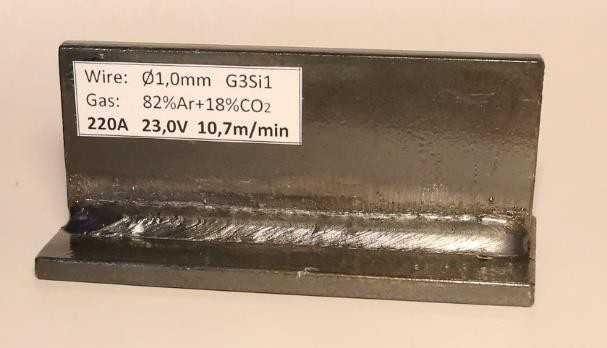 Wire: Ø1,0mm G3Si1
Gas: 82%Ar+18%CO₂
220A 23,0V 10,7m/min